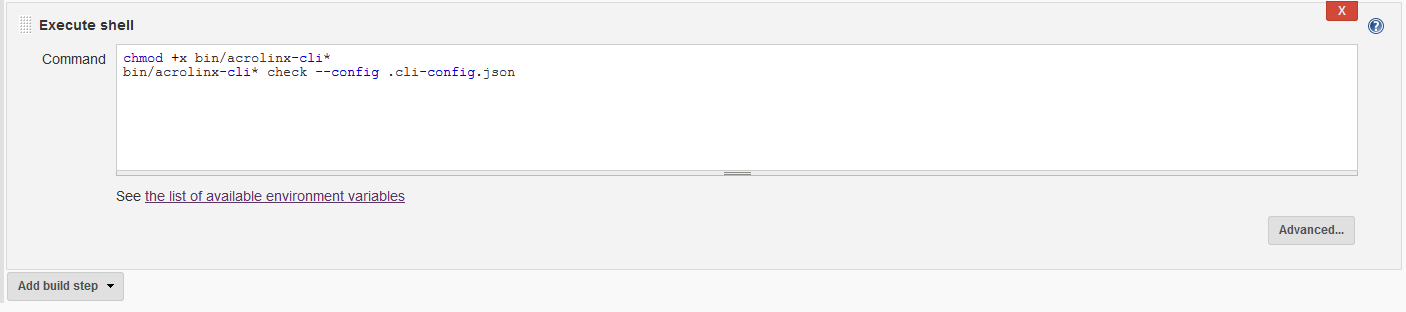 X
Execute shell
?
Command
chmod +x bin/acrolinx-cli*
bin/acrolinx-cli* check --config .cli-config.json
See the list of available environment variables
Advanced...
Add build step